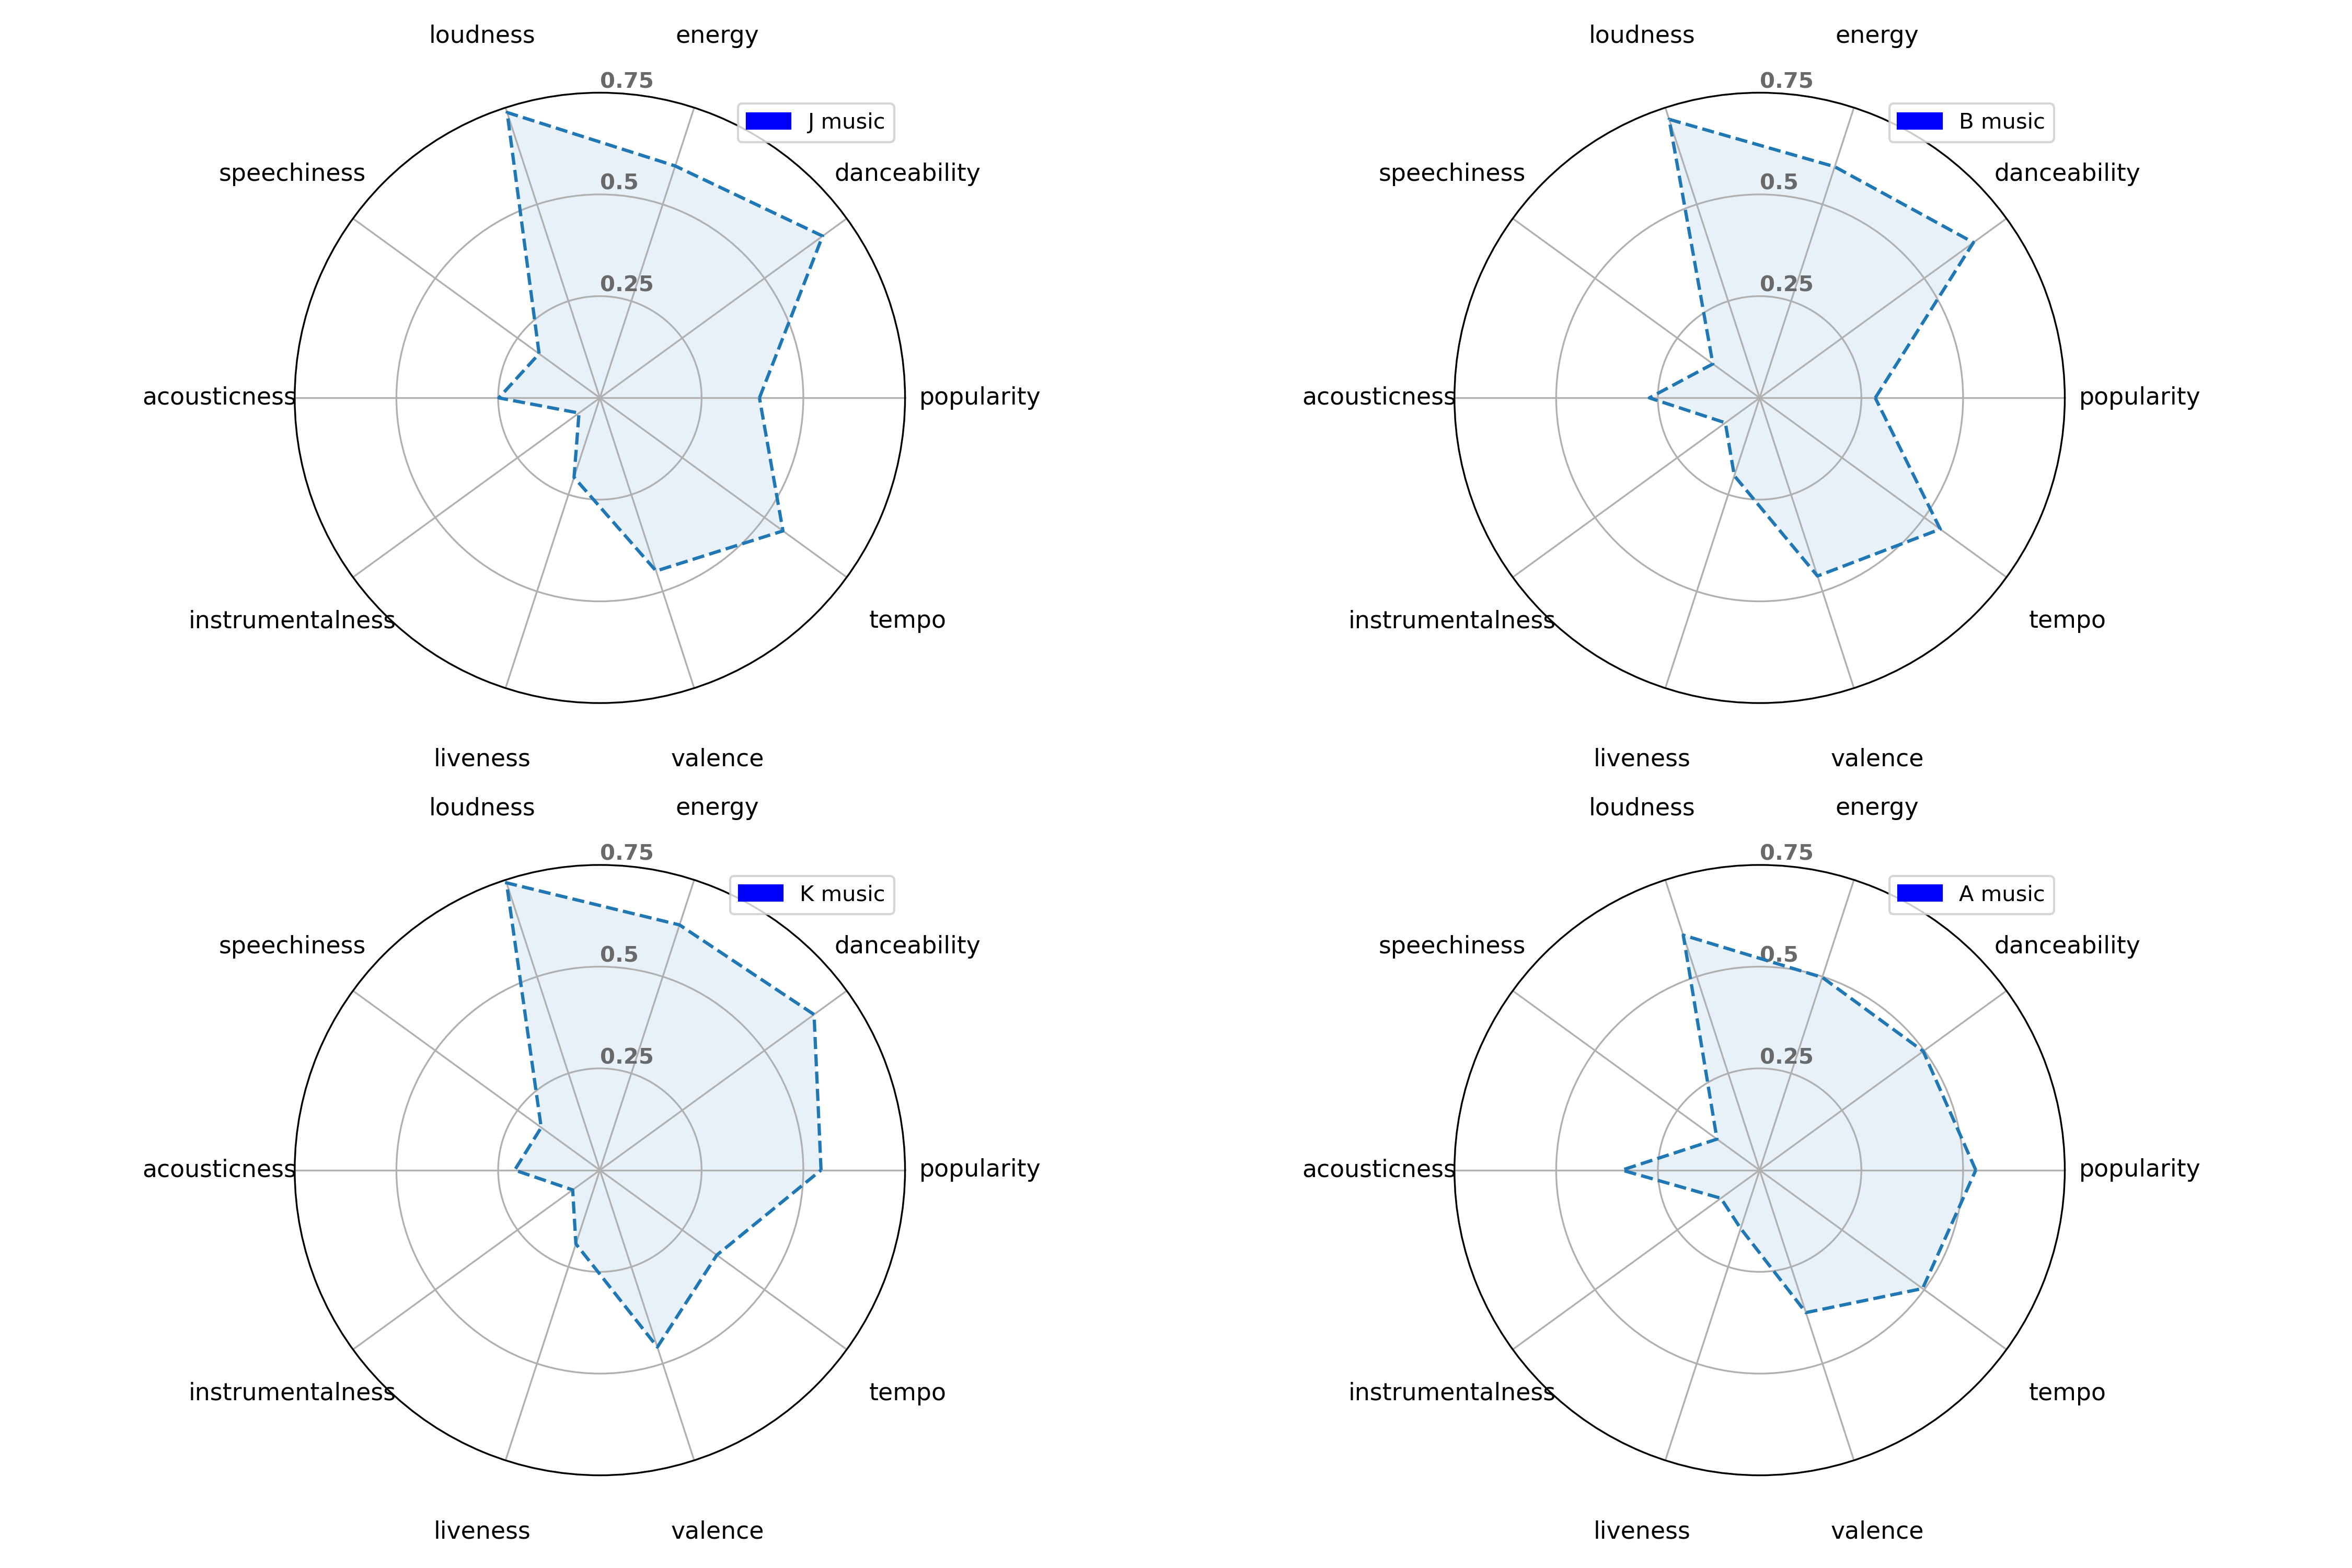 loudness energy
0.75
J music
speechiness danceability
0.5
0.25
acousticness popularity
instrumentalness tempo
liveness valence
loudness energy
0.75
B music
speechiness danceability
0.5
0.25
acousticness popularity
instrumentalness tempo
liveness valence
loudness energy
0.75
K music
speechiness danceability
0.5
0.25
acousticness popularity
instrumentalness tempo
liveness valence
loudness energy
0.75
A music
speechiness danceability
0.5
0.25
acousticness popularity
instrumentalness tempo
liveness valence